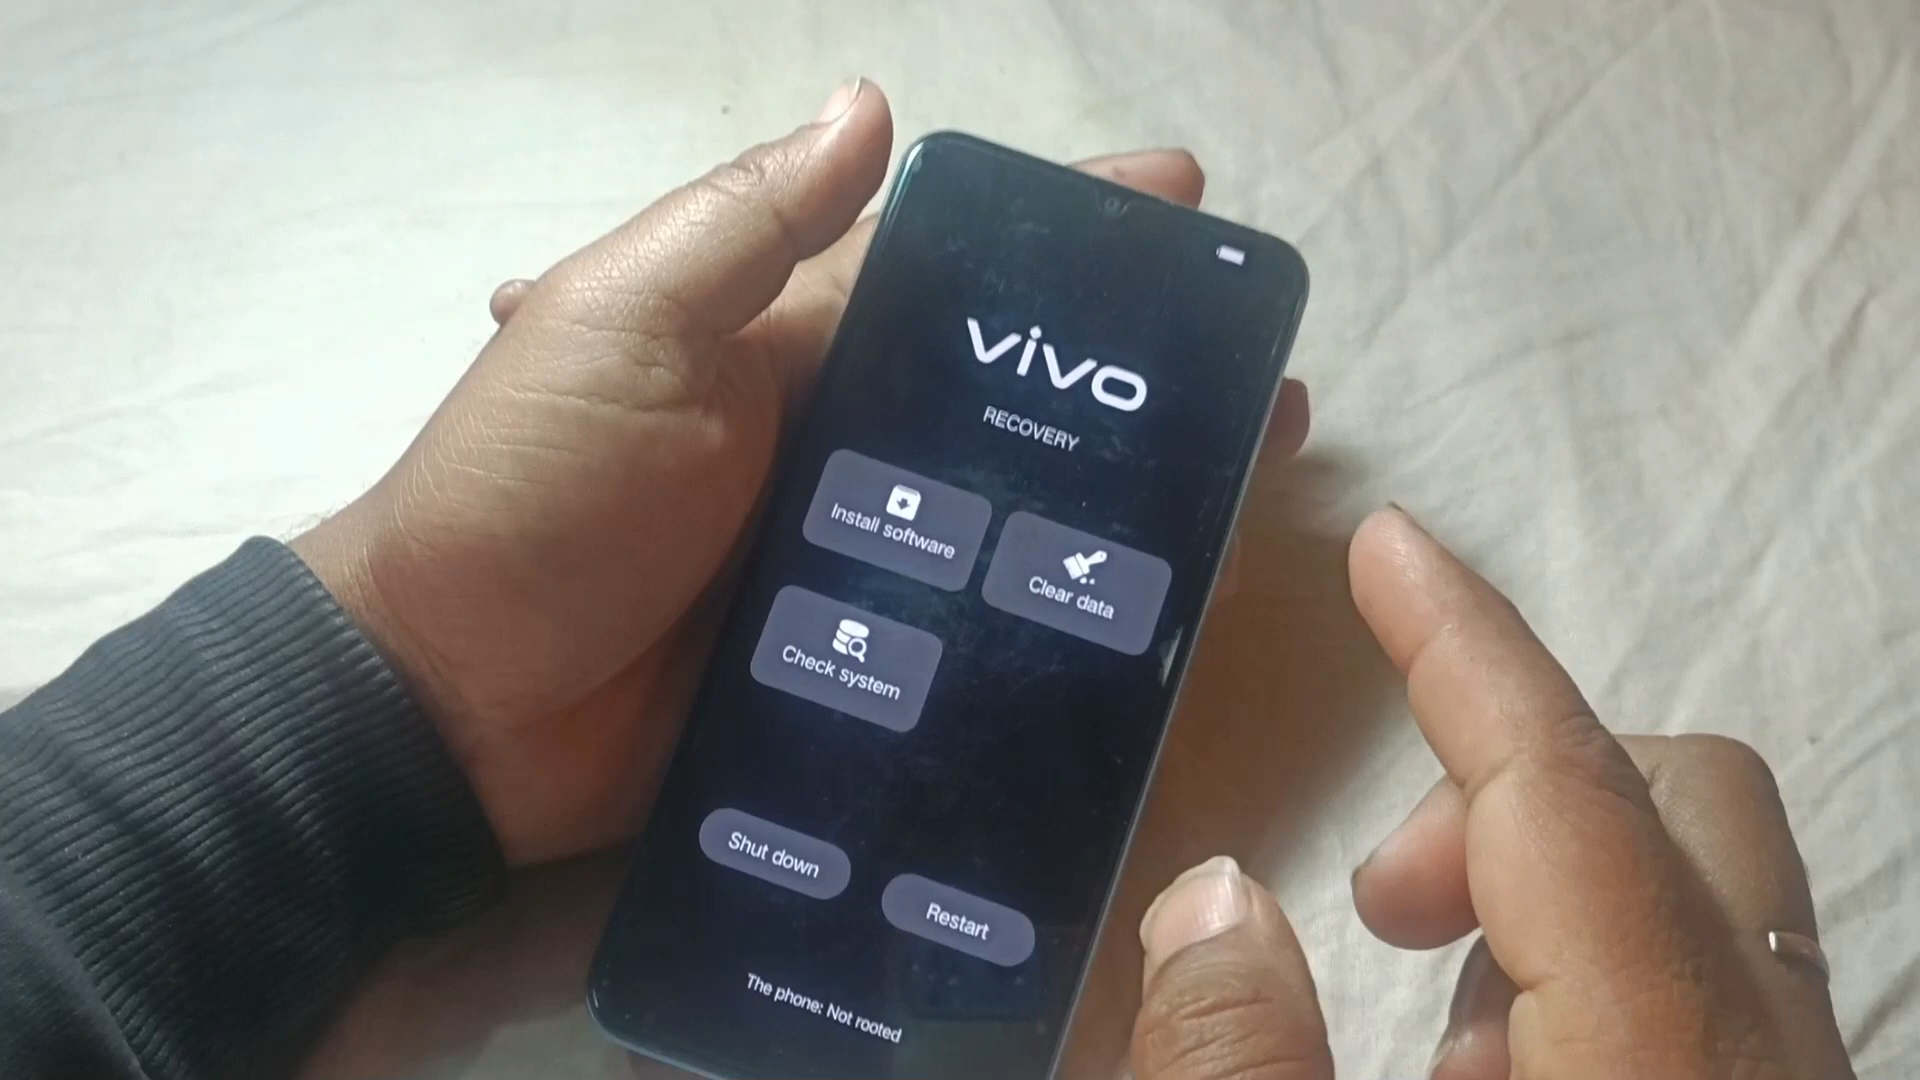 vivo
RECOVERY
Install software
Clear data
Check system
Shut down
Restart
The phone: Not rooted